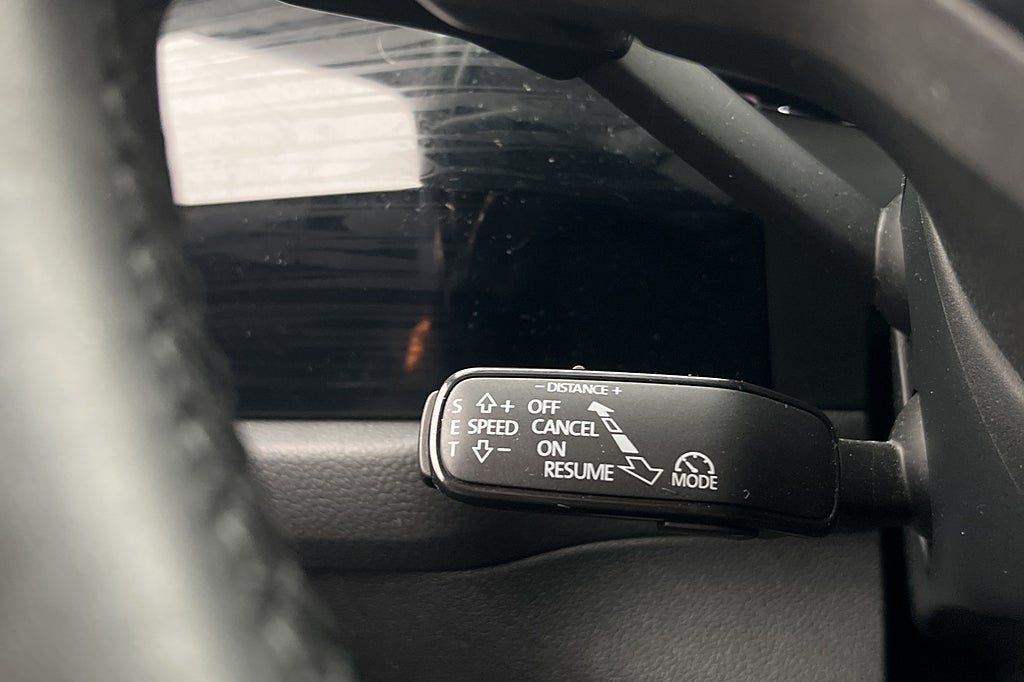 − DISTANCE +
S + OFF
E SPEED CANCEL
T − ON
RESUME
MODE